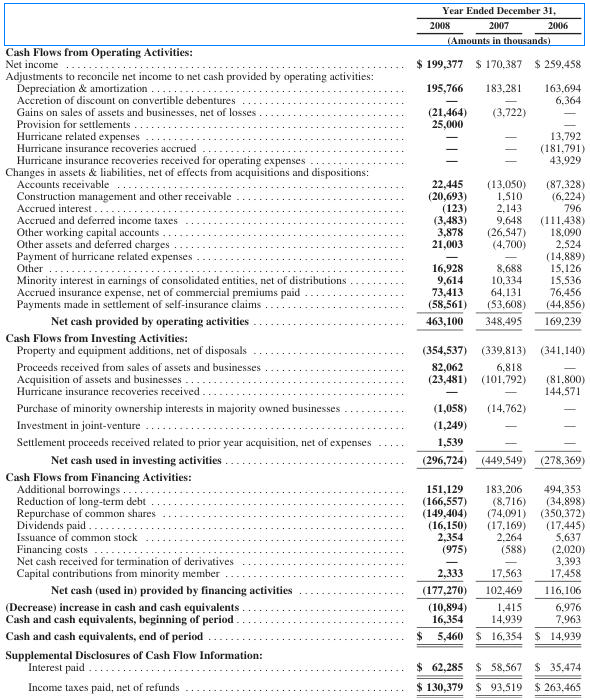 Year Ended December 31,
2008 2007 2006
(Amounts in thousands)
Cash Flows from Operating Activities:
Net income $ 199,377 $ 170,387 $ 259,458
Adjustments to reconcile net income to net cash provided by operating activities:
Depreciation & amortization 195,766 183,281 163,694
Accretion of discount on convertible debentures — — 6,364
Gains on sales of assets and businesses, net of losses (21,464) (3,722) —
Provision for settlements 25,000 — —
Hurricane related expenses — — 13,792
Hurricane insurance recoveries accrued — — (181,791)
Hurricane insurance recoveries received for operating expenses — — 43,929
Changes in assets & liabilities, net of effects from acquisitions and dispositions:
Accounts receivable 22,445 (13,050) (87,328)
Construction management and other receivable (20,693) 1,510 (6,224)
Accrued interest (123) 2,143 796
Accrued and deferred income taxes (3,483) 9,648 (111,438)
Other working capital accounts 3,878 (26,547) 18,090
Other assets and deferred charges 21,003 (4,700) 2,524
Payment of hurricane related expenses — — (14,889)
Other 16,928 8,688 15,126
Minority interest in earnings of consolidated entities, net of distributions 9,614 10,334 15,536
Accrued insurance expense, net of commercial premiums paid 73,413 64,131 76,456
Payments made in settlement of self-insurance claims (58,561) (53,608) (44,856)
Net cash provided by operating activities 463,100 348,495 169,239
Cash Flows from Investing Activities:
Property and equipment additions, net of disposals (354,537) (339,813) (341,140)
Proceeds received from sales of assets and businesses 82,062 6,818 —
Acquisition of assets and businesses (23,481) (101,792) (81,800)
Hurricane insurance recoveries received — — 144,571
Purchase of minority ownership interests in majority owned businesses (1,058) (14,762) —
Investment in joint-venture (1,249) — —
Settlement proceeds received related to prior year acquisition, net of expenses 1,539 — —
Net cash used in investing activities (296,724) (449,549) (278,369)
Cash Flows from Financing Activities:
Additional borrowings 151,129 183,206 494,353
Reduction of long-term debt (166,557) (8,716) (34,898)
Repurchase of common shares (149,404) (74,091) (350,372)
Dividends paid (16,150) (17,169) (17,445)
Issuance of common stock 2,354 2,264 5,637
Financing costs (975) (588) (2,020)
Net cash received for termination of derivatives — — 3,393
Capital contributions from minority member 2,333 17,563 17,458
Net cash (used in) provided by financing activities (177,270) 102,469 116,106
(Decrease) increase in cash and cash equivalents (10,894) 1,415 6,976
Cash and cash equivalents, beginning of period 16,354 14,939 7,963
Cash and cash equivalents, end of period $ 5,460 $ 16,354 $ 14,939
Supplemental Disclosures of Cash Flow Information:
Interest paid $ 62,285 $ 58,567 $ 35,474
Income taxes paid, net of refunds $ 130,379 $ 93,519 $ 263,465